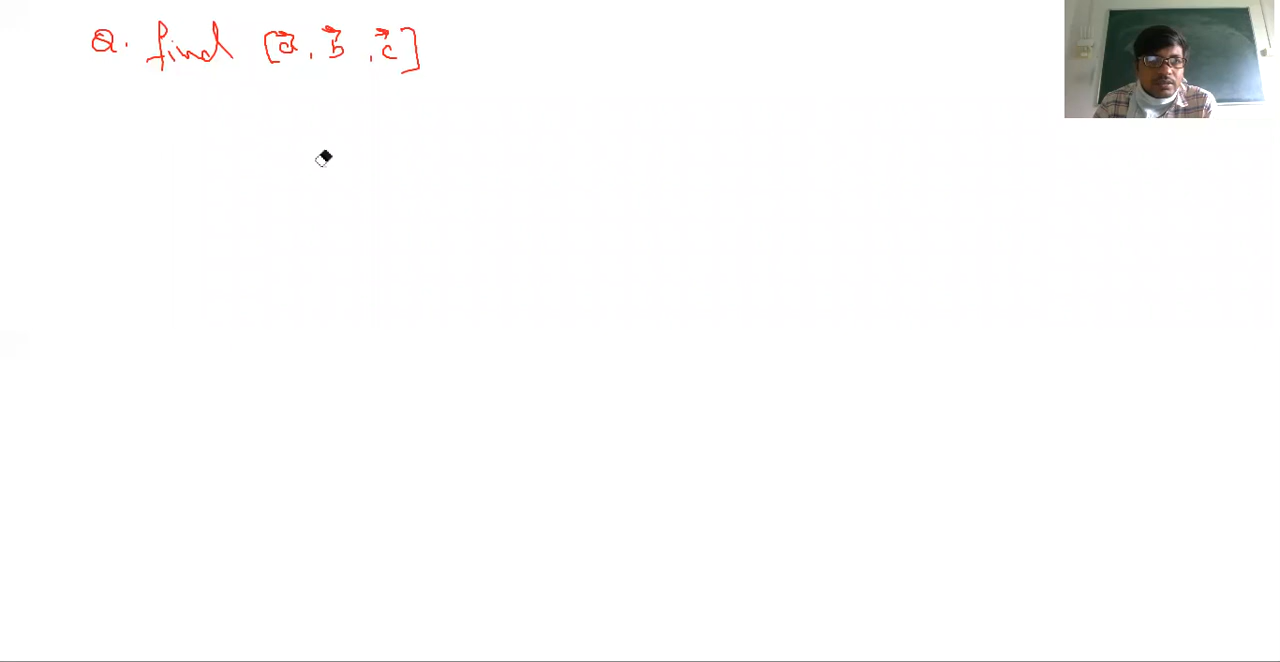 Q. find [a⃗, b⃗, c⃗]